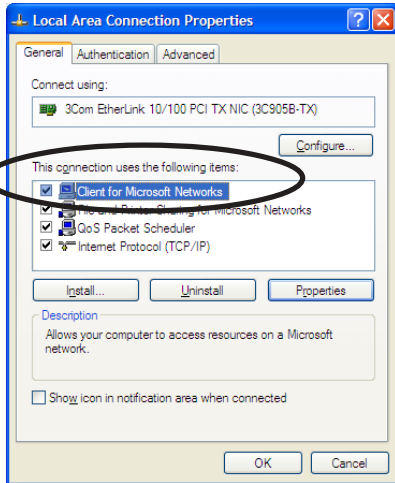 Local Area Connection Properties
General Authentication Advanced
Connect using:
3Com EtherLink 10/100 PCI TX NIC (3C905B-TX)
Configure...
This connection uses the following items:
Client for Microsoft Networks
File and Printer Sharing for Microsoft Networks
QoS Packet Scheduler
Internet Protocol (TCP/IP)
Install... Uninstall Properties
Description
Allows your computer to access resources on a Microsoft
network.
Show icon in notification area when connected
OK Cancel